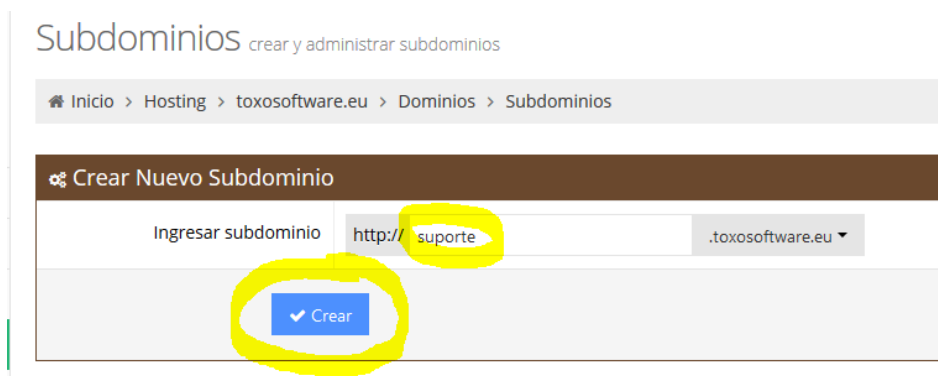 Subdominios crear y administrar subdominios
Inicio > Hosting > toxosoftware.eu > Dominios > Subdominios
Crear Nuevo Subdominio
Ingresar subdominio http:// suporte .toxosoftware.eu
Crear